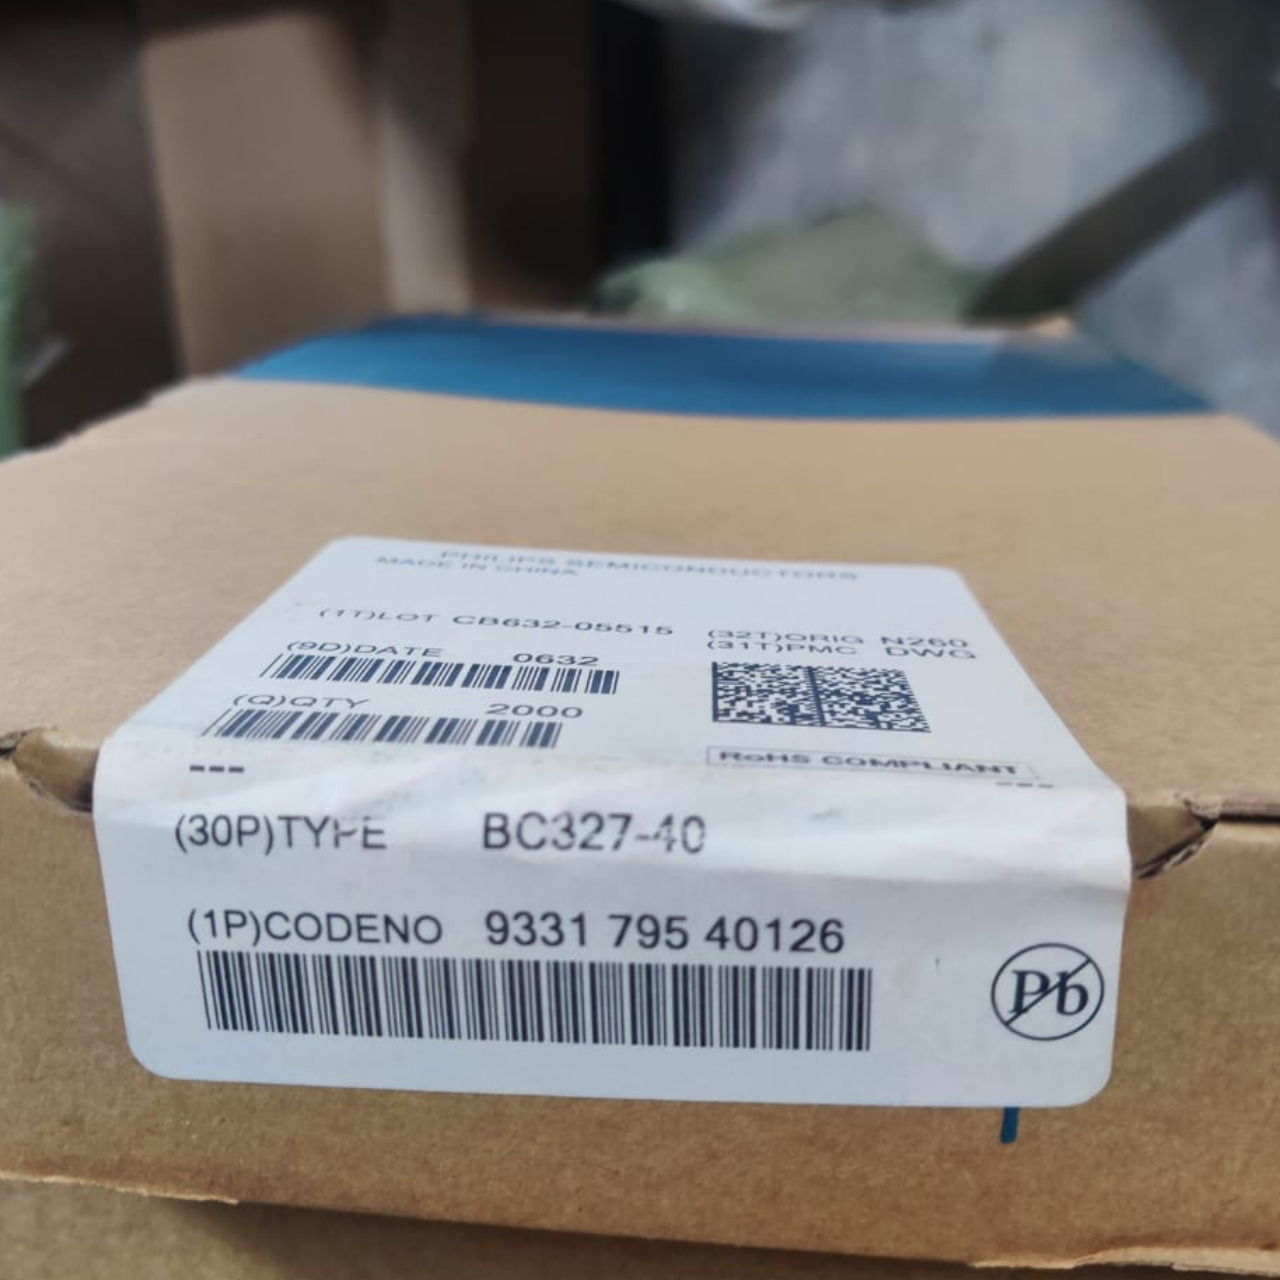 PHILIPS SEMICONDUCTORS
MADE IN CHINA
(1T)LOT CB632-05515
(32T)ORIG N260
(31T)PMC DWG
(9D)DATE 0632
(Q)QTY 2000
RoHS COMPLIANT
---
---
(30P)TYPE BC327-40
(1P)CODENO 9331 795 40126
Pb